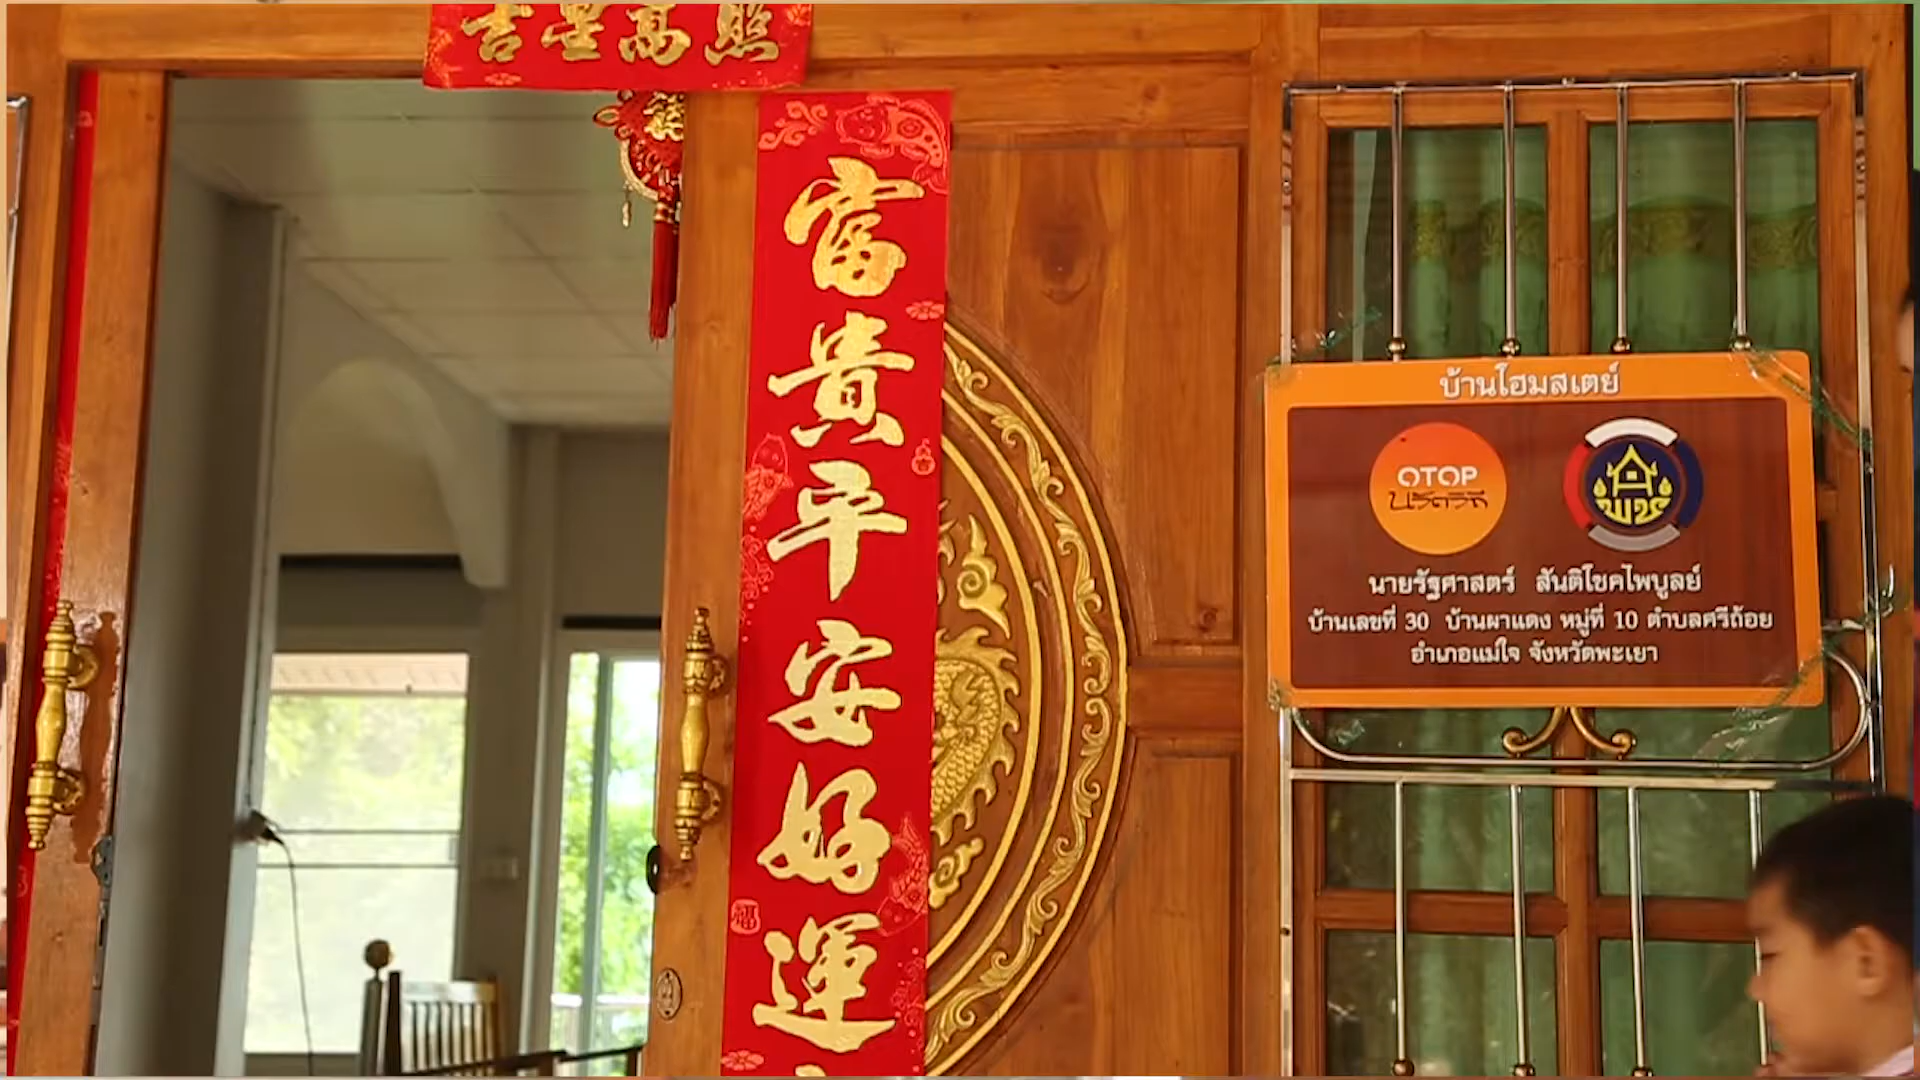 吉星高照
富貴平安好運
บ้านโฮมสเตย์
OTOP
นวัตวิถี
พช
นายรัฐศาสตร์ สันติโชคไพบูลย์
บ้านเลขที่ 30 บ้านผาแดง หมู่ที่ 10 ตำบลศรีถ้อย
อำเภอแม่ใจ จังหวัดพะเยา